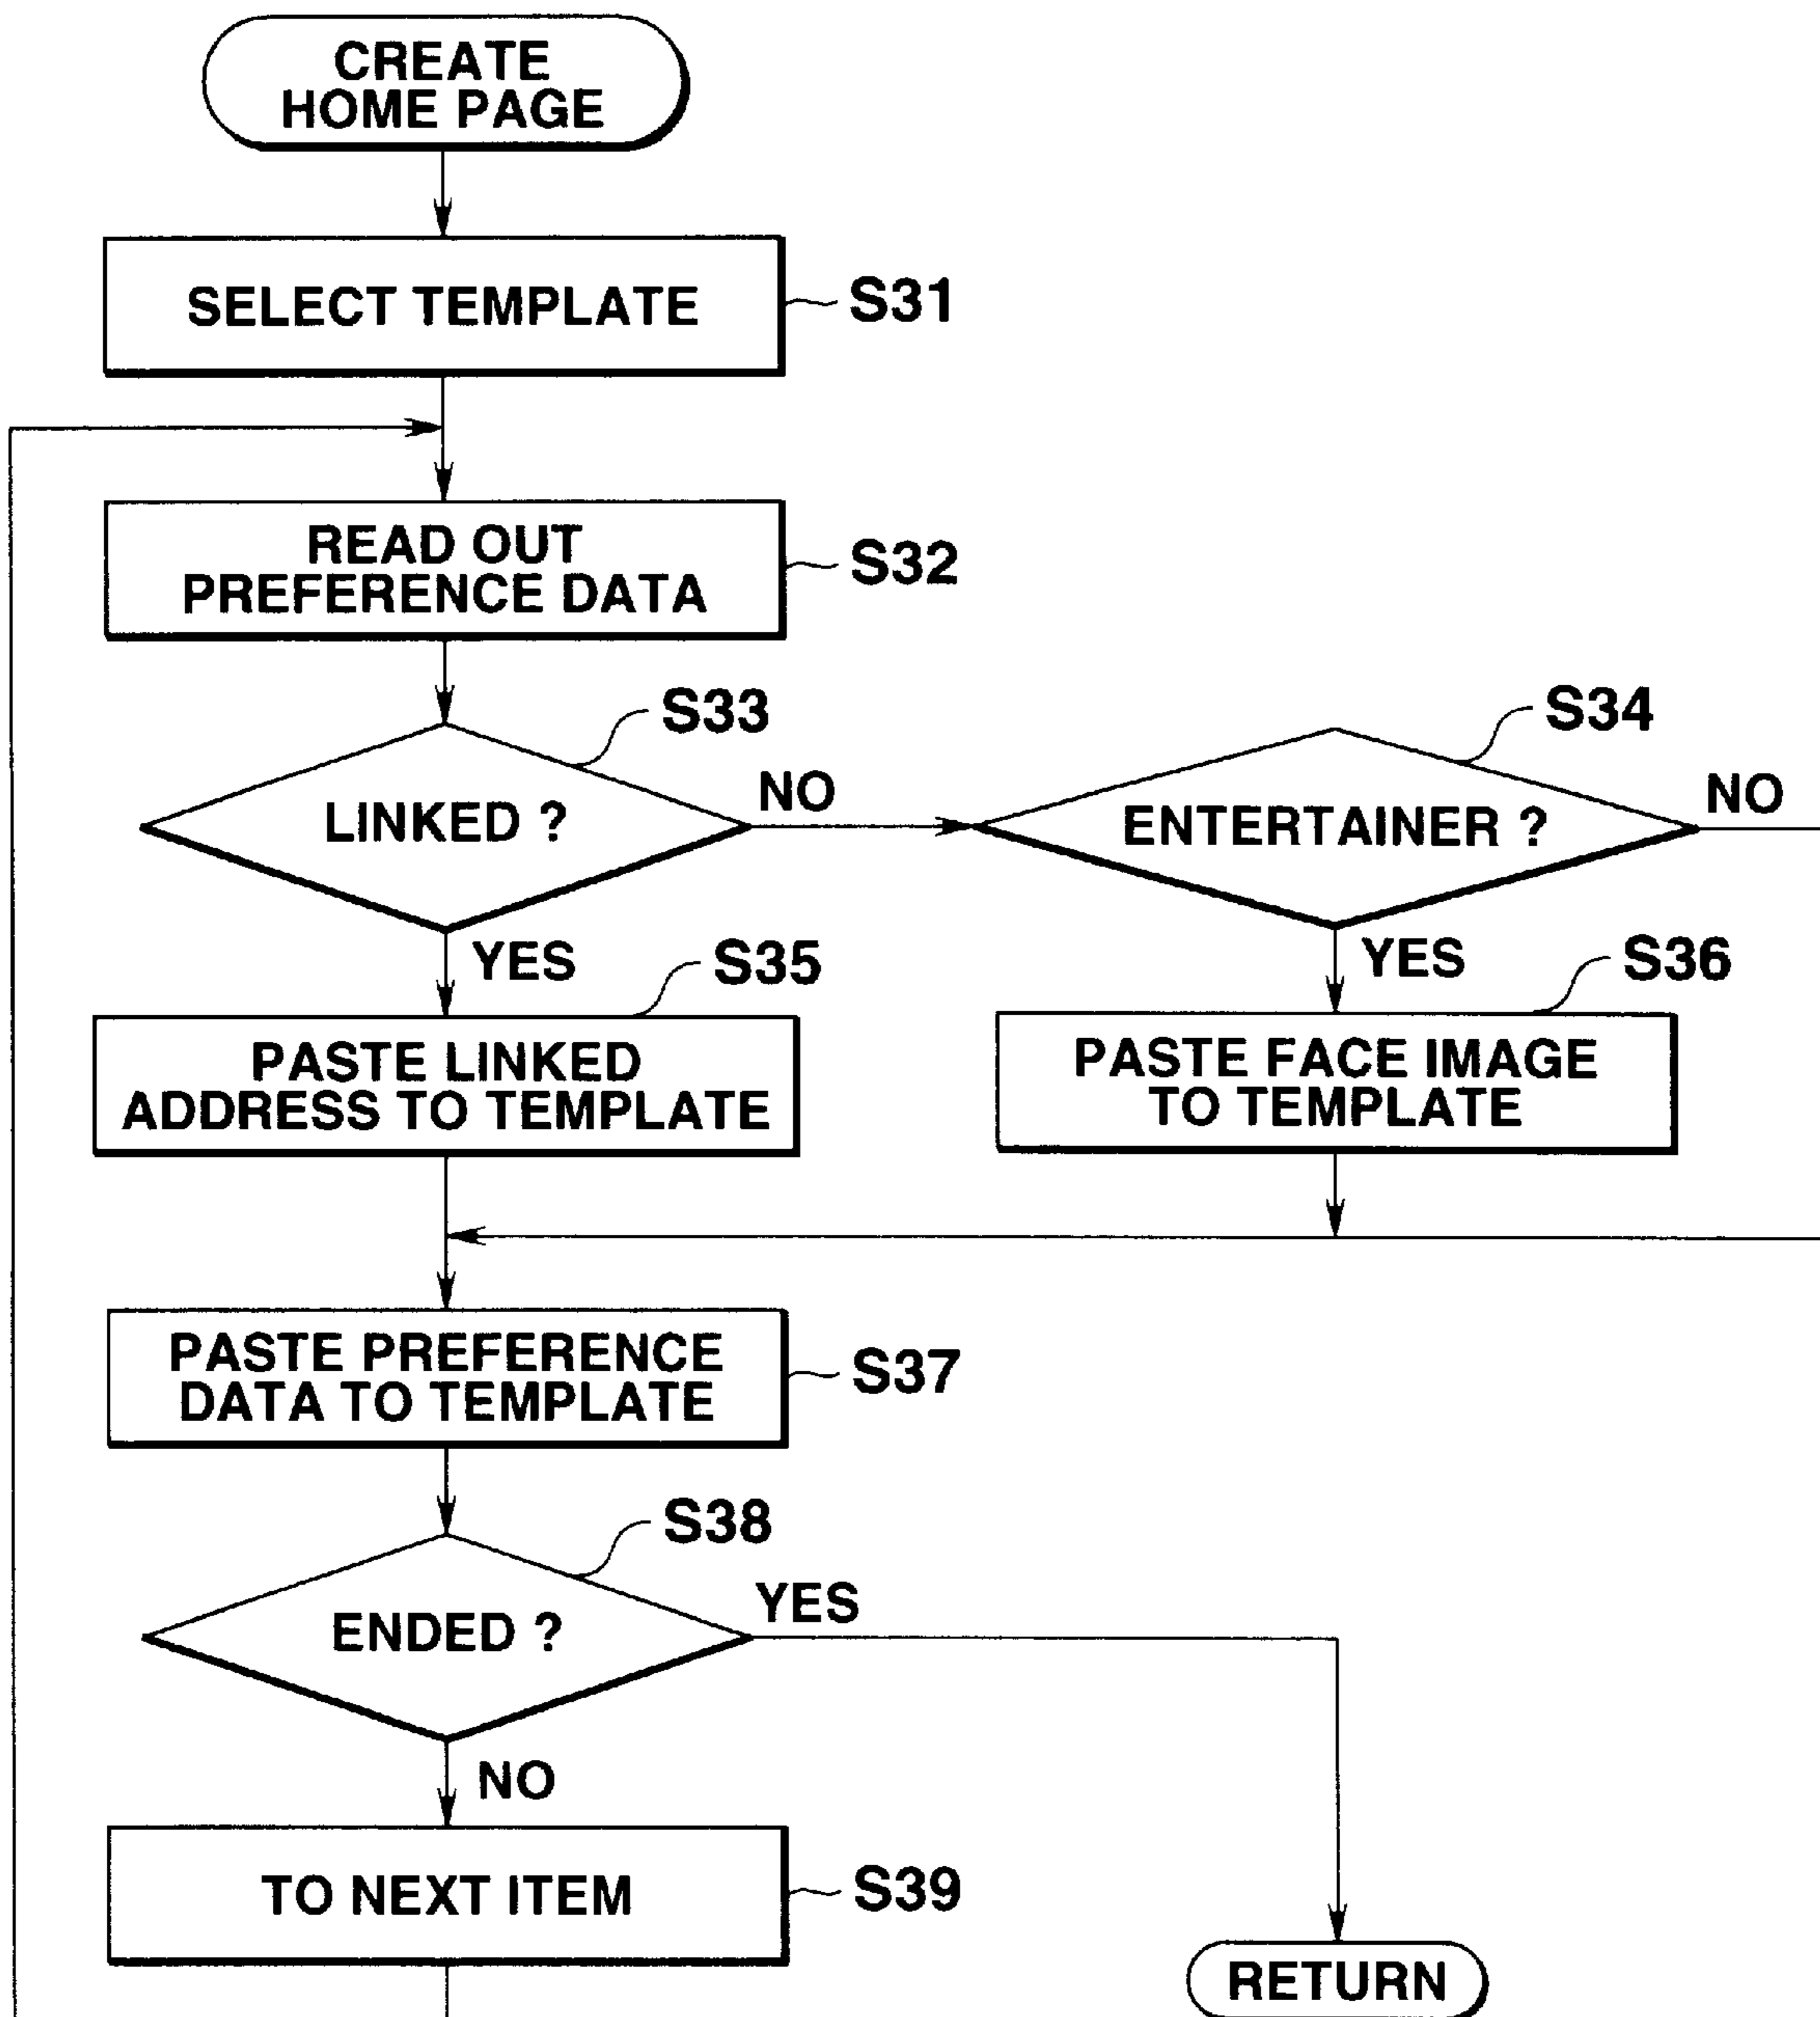 CREATE
HOME PAGE
SELECT TEMPLATE
S31
READ OUT
PREFERENCE DATA
S32
S33
LINKED ?
NO
S34
ENTERTAINER ?
NO
YES
S35
PASTE LINKED
ADDRESS TO TEMPLATE
YES
S36
PASTE FACE IMAGE
TO TEMPLATE
PASTE PREFERENCE
DATA TO TEMPLATE
S37
S38
ENDED ?
YES
NO
TO NEXT ITEM
S39
RETURN